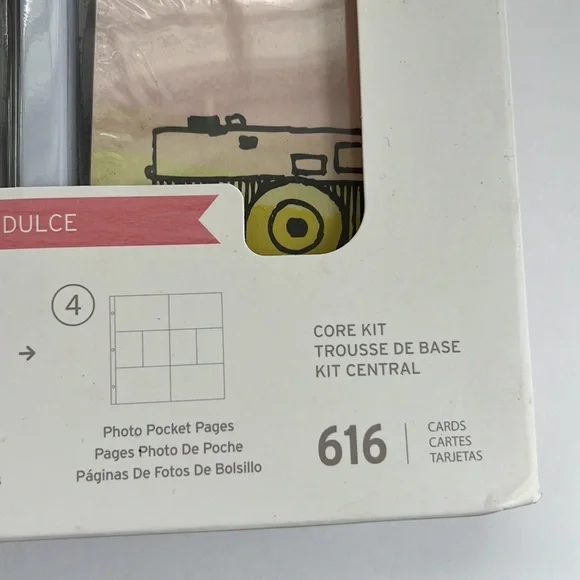 DULCE
4
Photo Pocket Pages
Pages Photo De Poche
Páginas De Fotos De Bolsillo
CORE KIT
TROUSSE DE BASE
KIT CENTRAL
616
CARDS
CARTES
TARJETAS